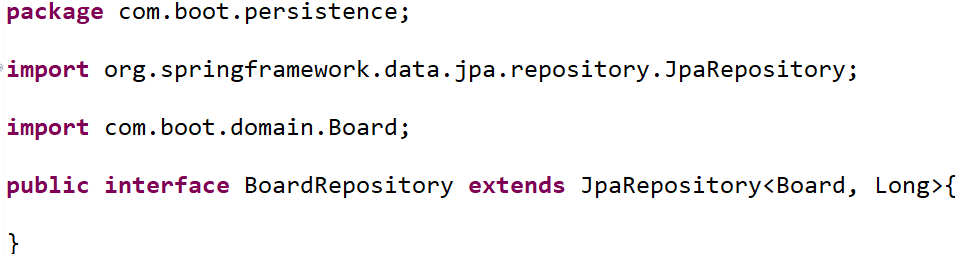 package com.boot.persistence;
import org.springframework.data.jpa.repository.JpaRepository;
import com.boot.domain.Board;
public interface BoardRepository extends JpaRepository<Board, Long>{
}